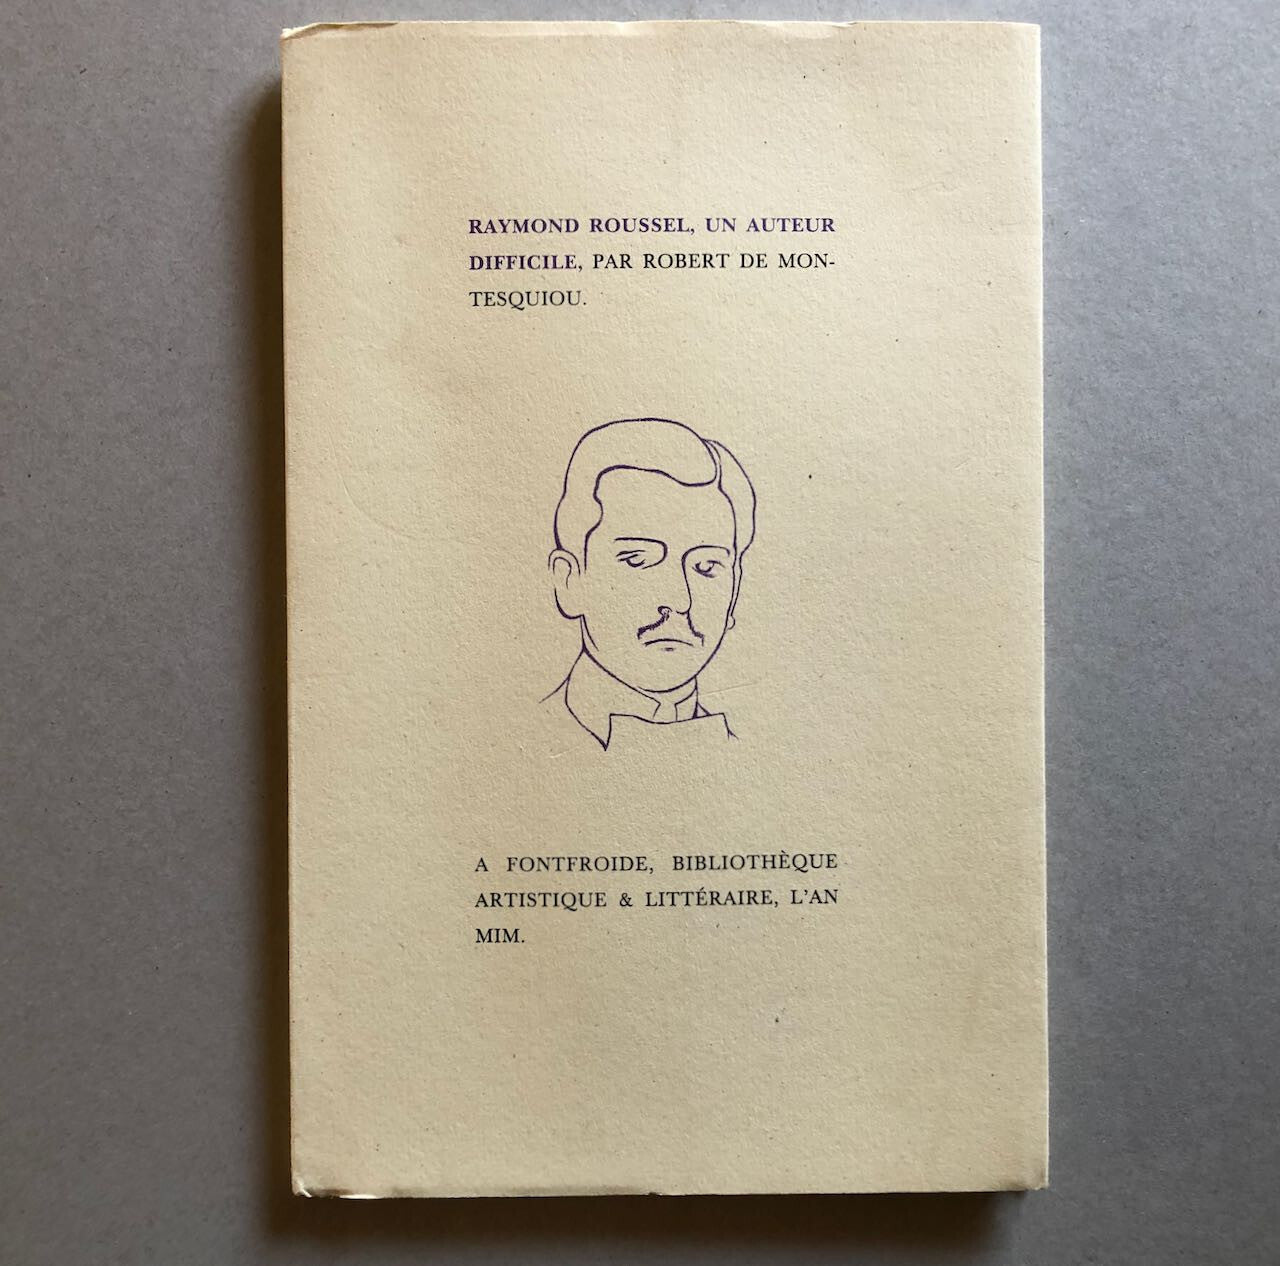 RAYMOND ROUSSEL, UN AUTEUR
DIFFICILE, PAR ROBERT DE MON-
TESQUIOU.
A FONTFROIDE, BIBLIOTHÈQUE
ARTISTIQUE & LITTÉRAIRE, L'AN
MIM.